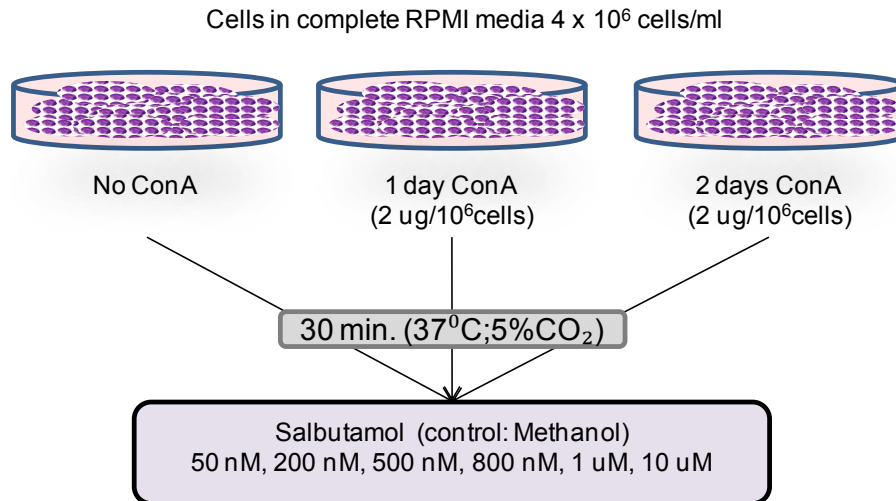 Cells in complete RPMI media 4 x 10⁶ cells/ml
No ConA
1 day ConA
(2 ug/10⁶cells)
2 days ConA
(2 ug/10⁶cells)
30 min. (37⁰C;5%CO₂)
Salbutamol (control: Methanol)
50 nM, 200 nM, 500 nM, 800 nM, 1 uM, 10 uM